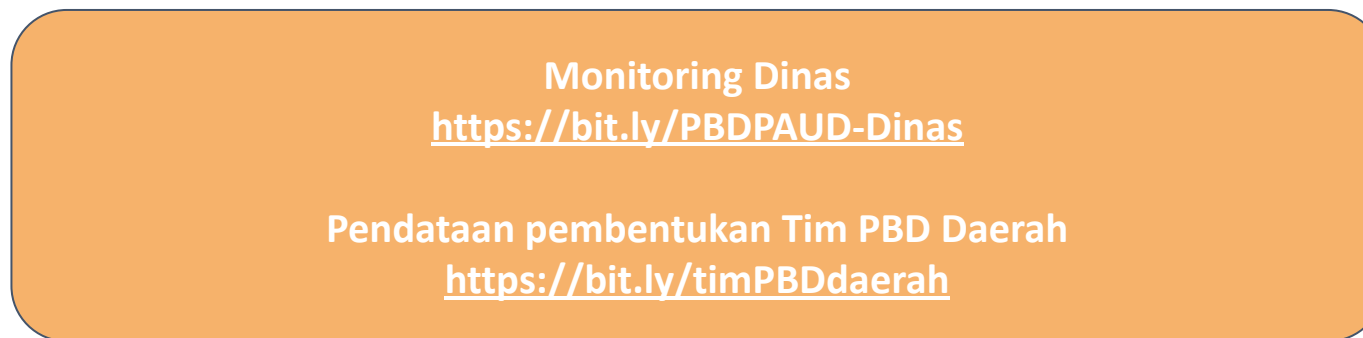 Monitoring Dinas
https://bit.ly/PBDPAUD-Dinas
Pendataan pembentukan Tim PBD Daerah
https://bit.ly/timPBDdaerah